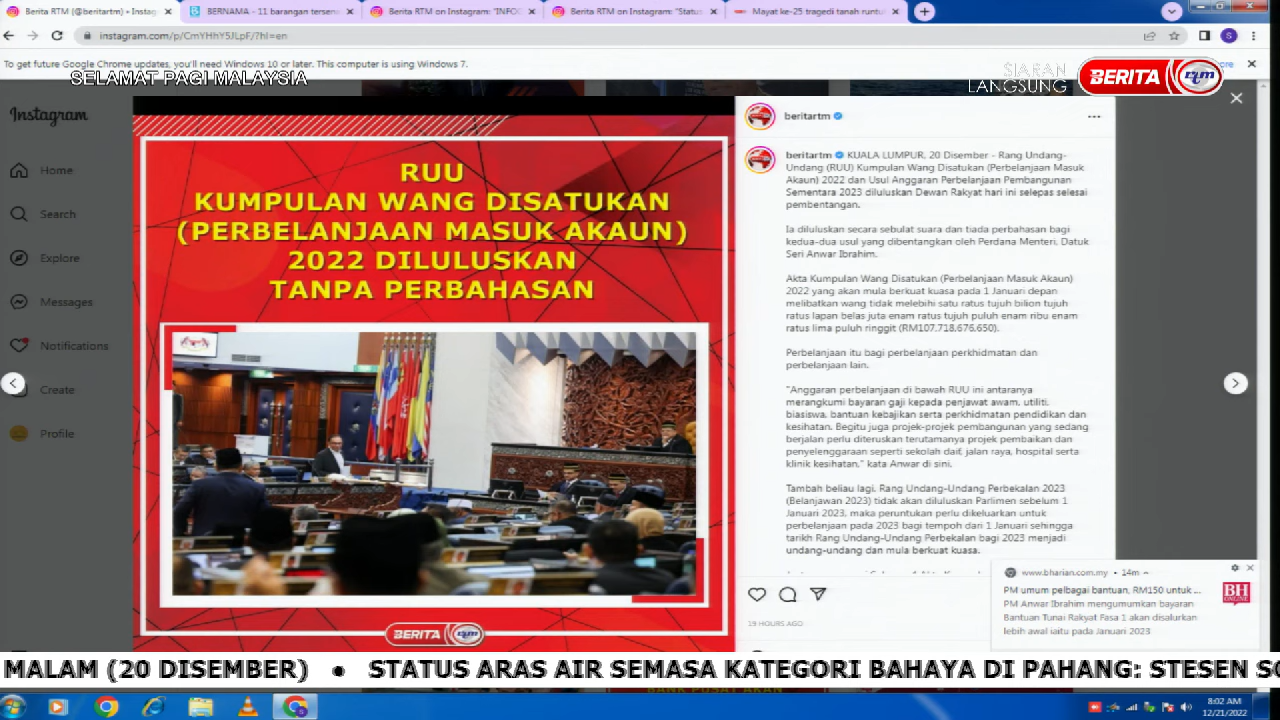 Berita RTM (@beritartm) • Instag
BERNAMA - 11 barangan tersen
Berita RTM on Instagram: "INFO
Berita RTM on Instagram: "Status
Mayat ke-25 tragedi tanah runtu
instagram.com/p/CmYHhY5JLpF/?hl=en
S
To get future Google Chrome updates, you'll need Windows 10 or later. This computer is using Windows 7.
SELAMAT PAGI MALAYSIA
SIARAN
LANGSUNG
BERITA rtm
Instagram
Home
Search
Explore
Messages
Notifications
Create
Profile
RUU
KUMPULAN WANG DISATUKAN
(PERBELANJAAN MASUK AKAUN)
2022 DILULUSKAN
TANPA PERBAHASAN
BERITA rtm
beritartm
beritartm KUALA LUMPUR, 20 Disember - Rang Undang-
Undang (RUU) Kumpulan Wang Disatukan (Perbelanjaan Masuk
Akaun) 2022 dan Usul Anggaran Perbelanjaan Pembangunan
Sementara 2023 diluluskan Dewan Rakyat hari ini selepas selesai
pembentangan.
Ia diluluskan secara sebulat suara dan tiada perbahasan bagi
kedua-dua usul yang dibentangkan oleh Perdana Menteri, Datuk
Seri Anwar Ibrahim.
Akta Kumpulan Wang Disatukan (Perbelanjaan Masuk Akaun)
2022 yang akan mula berkuat kuasa pada 1 Januari depan
melibatkan wang tidak melebihi satu ratus tujuh bilion tujuh
ratus lapan belas juta enam ratus tujuh puluh enam ribu enam
ratus lima puluh ringgit (RM107.718.676.650).
Perbelanjaan itu bagi perbelanjaan perkhidmatan dan
perbelanjaan lain.
"Anggaran perbelanjaan di bawah RUU ini antaranya
merangkumi bayaran gaji kepada penjawat awam, utiliti,
biasiswa, bantuan kebajikan serta perkhidmatan pendidikan dan
kesihatan. Begitu juga projek-projek pembangunan yang sedang
berjalan perlu diteruskan terutamanya projek pembaikan dan
penyelenggaraan seperti sekolah daif, jalan raya, hospital serta
klinik kesihatan," kata Anwar di sini.
Tambah beliau lagi, Rang Undang-Undang Perbekalan 2023
(Belanjawan 2023) tidak akan diluluskan Parlimen sebelum 1
Januari 2023, maka peruntukan perlu dikeluarkan untuk
perbelanjaan pada 2023 bagi tempoh dari 1 Januari sehingga
tarikh Rang Undang-Undang Perbekalan bagi 2023 menjadi
undang-undang dan mula berkuat kuasa.
19 HOURS AGO
www.bharian.com.my • 14m
PM umum pelbagai bantuan, RM150 untuk ...
PM Anwar Ibrahim mengumumkan bayaran
Bantuan Tunai Rakyat Fasa 1 akan disalurkan
lebih awal iaitu pada Januari 2023
BH
ONLINE
MALAM (20 DISEMBER) • STATUS ARAS AIR SEMASA KATEGORI BAHAYA DI PAHANG: STESEN
BANK PUSAT AKAN
8:02 AM
12/21/2022